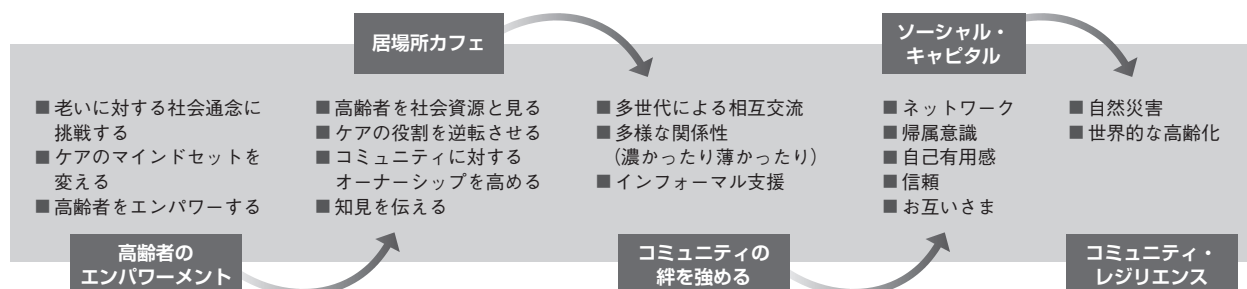 高齢者の
エンパワーメント
■老いに対する社会通念に
挑戦する
■ケアのマインドセットを
変える
■高齢者をエンパワーする
居場所カフェ
■高齢者を社会資源と見る
■ケアの役割を逆転させる
■コミュニティに対する
オーナーシップを高める
■知見を伝える
コミュニティの
絆を強める
■多世代による相互交流
■多様な関係性
（濃かったり薄かったり）
■インフォーマル支援
ソーシャル・
キャピタル
■ネットワーク
■帰属意識
■自己有用感
■信頼
■お互いさま
コミュニティ・
レジリエンス
■自然災害
■世界的な高齢化